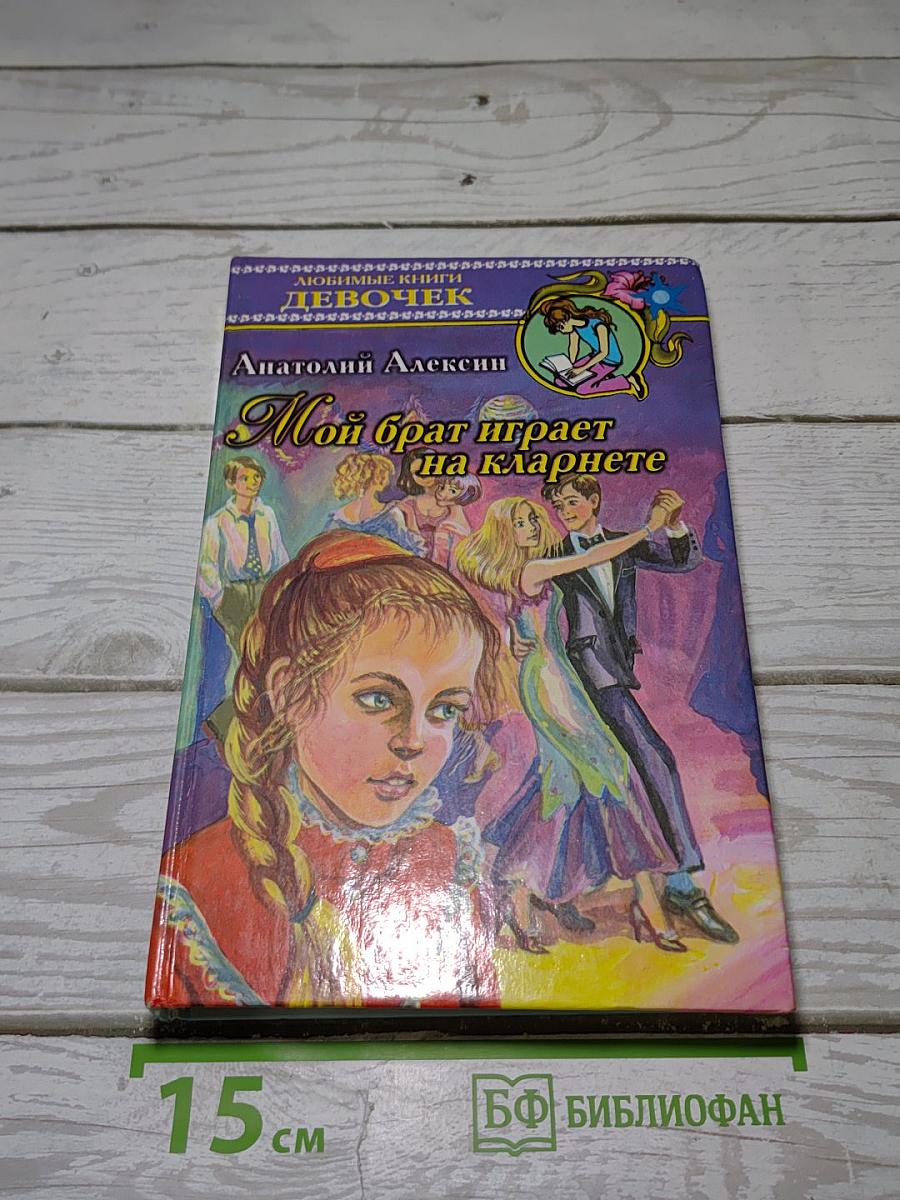 ЛЮБИМЫЕ КНИГИ
ДЕВОЧЕК
Анатолий Алексин
Мой брат играет
на кларнете
15 см
БФ БИБЛИОФАН